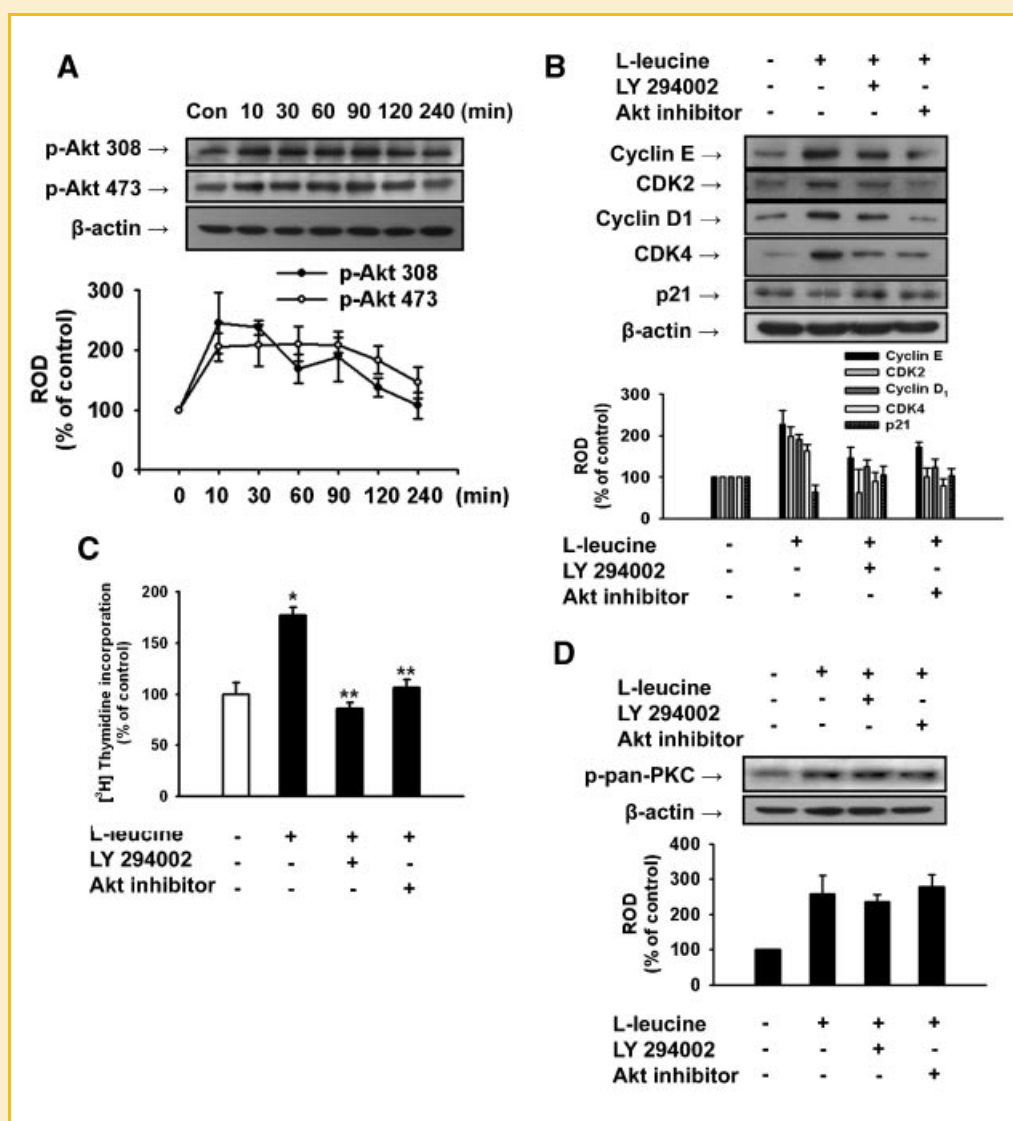 A
Con 10 30 60 90 120 240 (min)
p-Akt 308 →
p-Akt 473 →
β-actin →
p-Akt 308
p-Akt 473
300
200
100
0
ROD
(% of control)
0 10 30 60 90 120 240 (min)
B
L-leucine - + + +
LY 294002 - - + -
Akt inhibitor - - - +
Cyclin E →
CDK2 →
Cyclin D1 →
CDK4 →
p21 →
β-actin →
Cyclin E
CDK2
Cyclin D1
CDK4
p21
300
200
100
0
ROD
(% of control)
L-leucine - + + +
LY 294002 - - + -
Akt inhibitor - - - +
C
200
150
100
50
0
[³H] Thymidine incorporation
(% of control)
* ** **
L-leucine - + + +
LY 294002 - - + -
Akt inhibitor - - - +
D
L-leucine - + + +
LY 294002 - - + -
Akt inhibitor - - - +
p-pan-PKC →
β-actin →
400
300
200
100
0
ROD
(% of control)
L-leucine - + + +
LY 294002 - - + -
Akt inhibitor - - - +